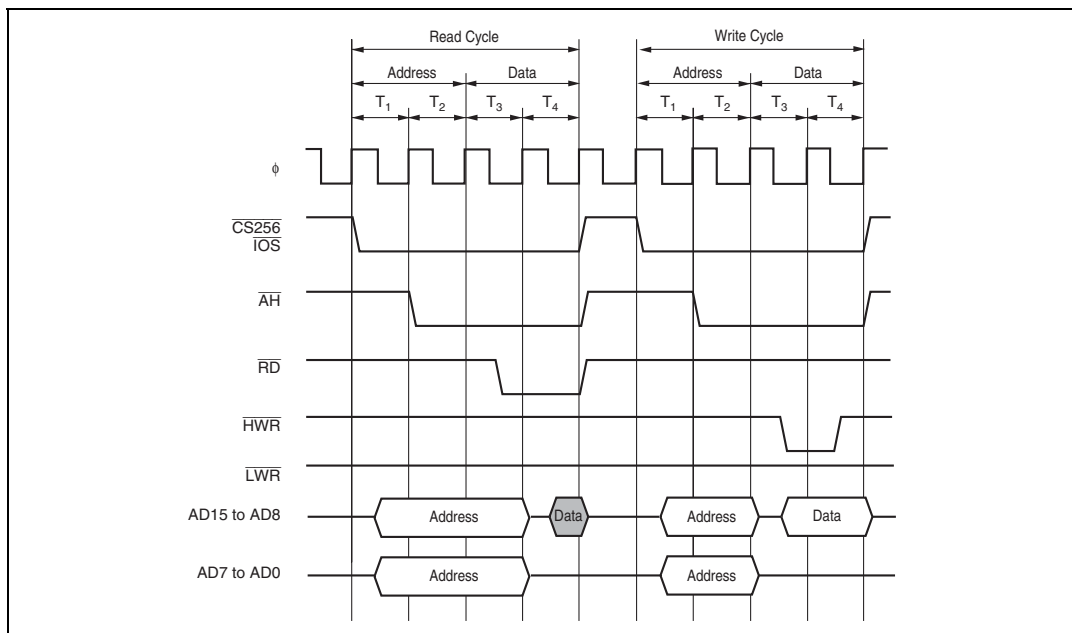 Read Cycle Write Cycle
Address Data Address Data
T1 T2 T3 T4 T1 T2 T3 T4
ϕ
CS256
IOS
AH
RD
HWR
LWR
AD15 to AD8 Address Data Address Data
AD7 to AD0 Address Address